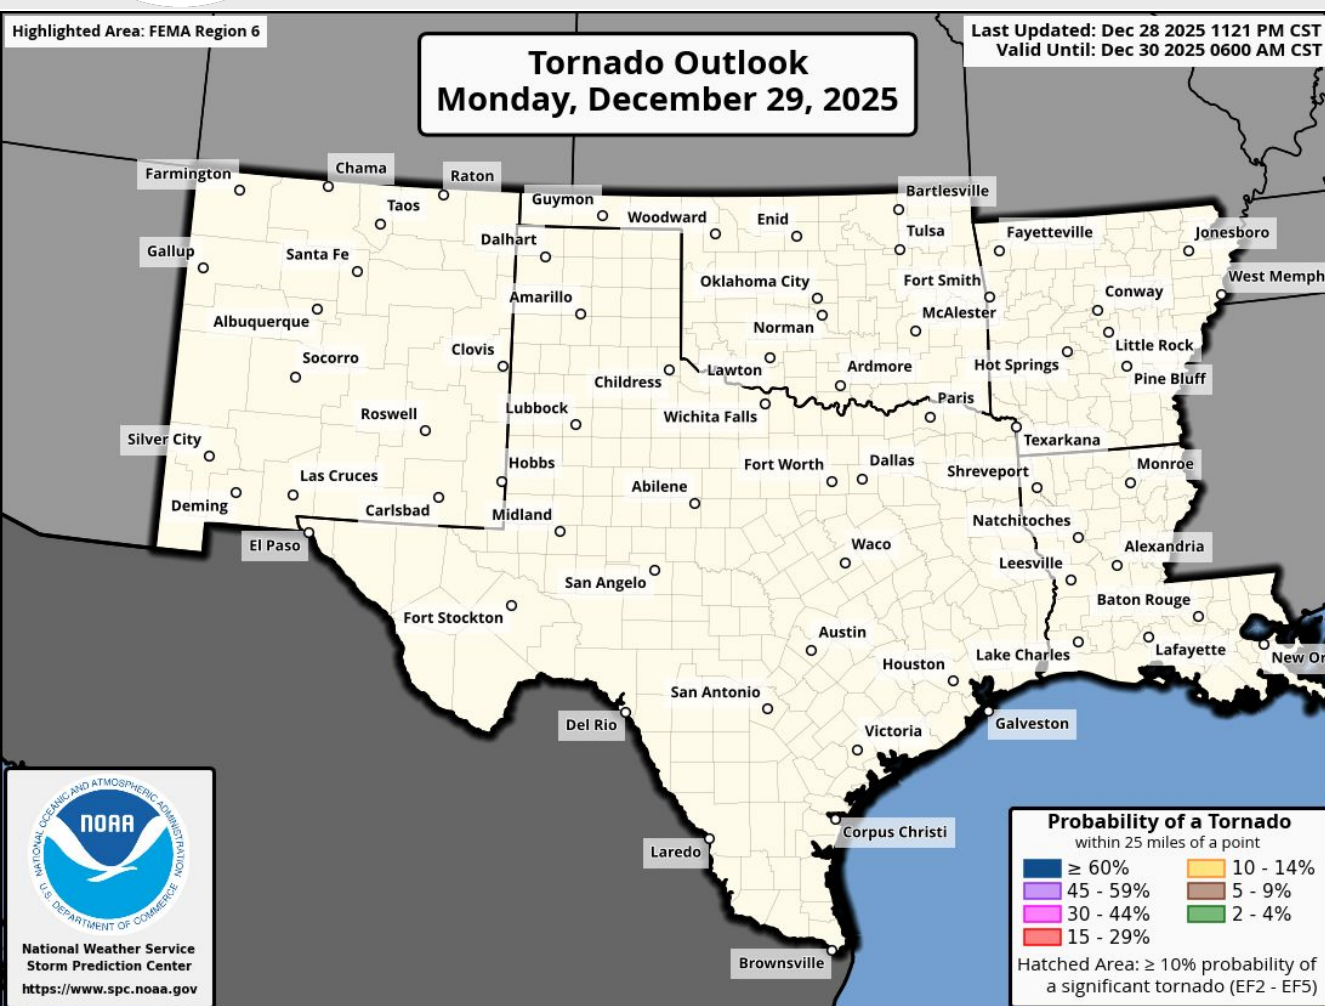 Highlighted Area: FEMA Region 6
Last Updated: Dec 28 2025 1121 PM CST
Valid Until: Dec 30 2025 0600 AM CST
Tornado Outlook
Monday, December 29, 2025
Farmington
Chama
Raton
Taos
Guymon
Woodward
Enid
Bartlesville
Tulsa
Fayetteville
Jonesboro
Gallup
Santa Fe
Dalhart
Oklahoma City
Fort Smith
Conway
West Memph
Albuquerque
Amarillo
Norman
McAlester
Little Rock
Socorro
Clovis
Childress
Lawton
Ardmore
Hot Springs
Pine Bluff
Roswell
Lubbock
Wichita Falls
Paris
Texarkana
Silver City
Las Cruces
Hobbs
Abilene
Fort Worth
Dallas
Shreveport
Monroe
Deming
Carlsbad
Midland
Natchitoches
El Paso
San Angelo
Waco
Leesville
Alexandria
Fort Stockton
Austin
Baton Rouge
Houston
Lake Charles
Lafayette
New Or
San Antonio
Del Rio
Victoria
Galveston
Laredo
Corpus Christi
Brownsville
NATIONAL OCEANIC AND ATMOSPHERIC ADMINISTRATION
NOAA
U.S. DEPARTMENT OF COMMERCE
National Weather Service
Storm Prediction Center
https://www.spc.noaa.gov
Probability of a Tornado
within 25 miles of a point
≥ 60%
45 - 59%
30 - 44%
15 - 29%
10 - 14%
5 - 9%
2 - 4%
Hatched Area: ≥ 10% probability of
a significant tornado (EF2 - EF5)